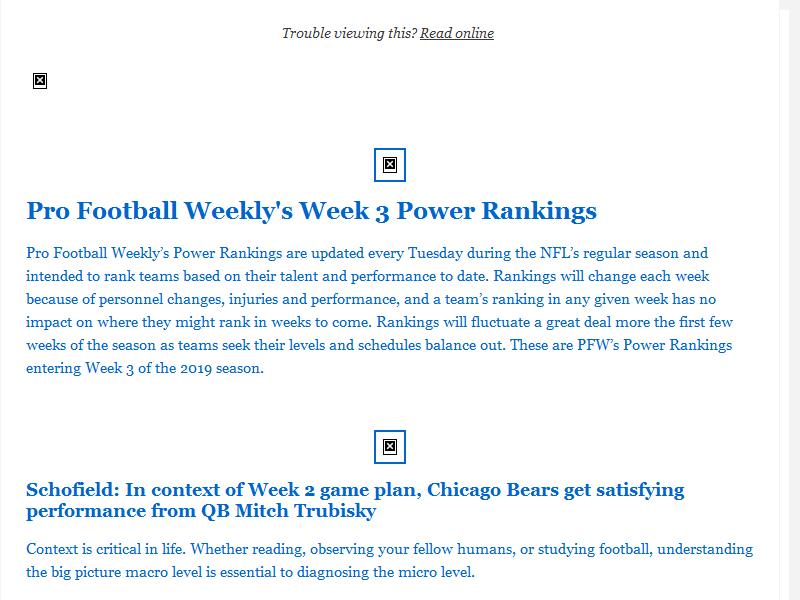 Trouble viewing this? Read online
Pro Football Weekly's Week 3 Power Rankings
Pro Football Weekly’s Power Rankings are updated every Tuesday during the NFL’s regular season and
intended to rank teams based on their talent and performance to date. Rankings will change each week
because of personnel changes, injuries and performance, and a team’s ranking in any given week has no
impact on where they might rank in weeks to come. Rankings will fluctuate a great deal more the first few
weeks of the season as teams seek their levels and schedules balance out. These are PFW’s Power Rankings
entering Week 3 of the 2019 season.
Schofield: In context of Week 2 game plan, Chicago Bears get satisfying
performance from QB Mitch Trubisky
Context is critical in life. Whether reading, observing your fellow humans, or studying football, understanding
the big picture macro level is essential to diagnosing the micro level.